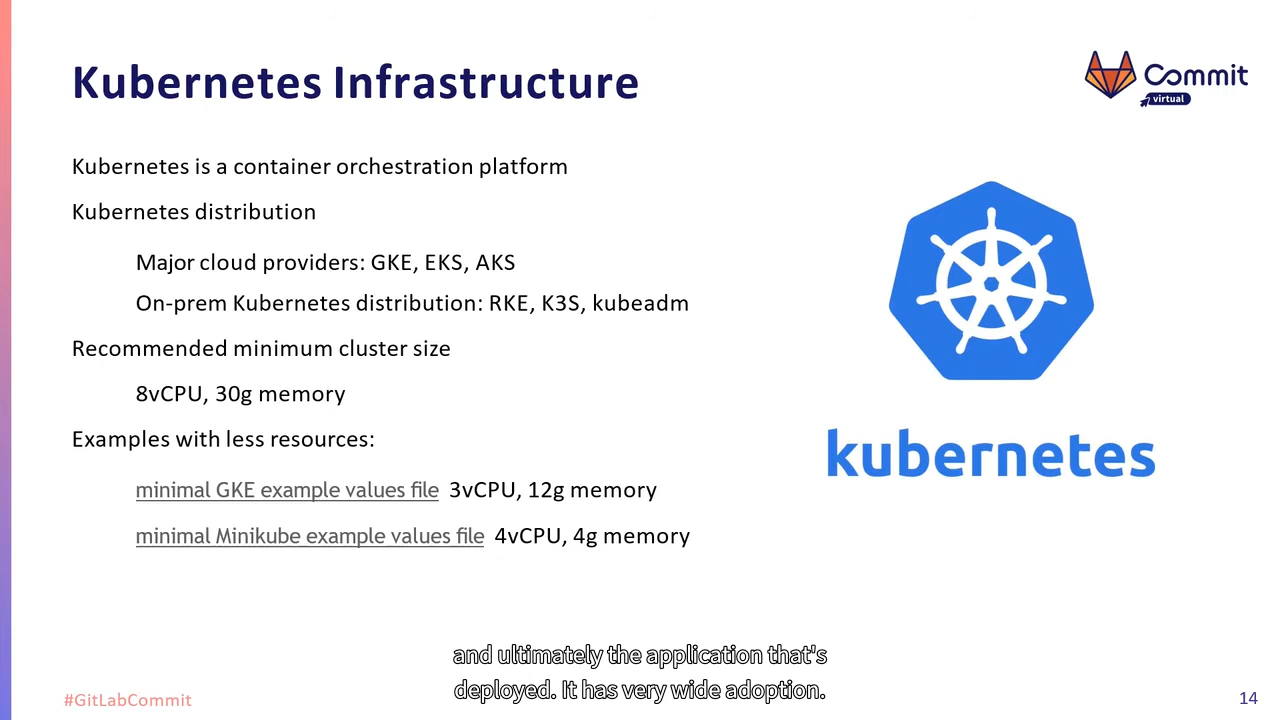 Kubernetes Infrastructure
Commit
virtual
Kubernetes is a container orchestration platform
Kubernetes distribution
Major cloud providers: GKE, EKS, AKS
On-prem Kubernetes distribution: RKE, K3S, kubeadm
Recommended minimum cluster size
8vCPU, 30g memory
Examples with less resources:
minimal GKE example values file 3vCPU, 12g memory
minimal Minikube example values file 4vCPU, 4g memory
kubernetes
and ultimately the application that's
deployed. It has very wide adoption.
#GitLabCommit
14